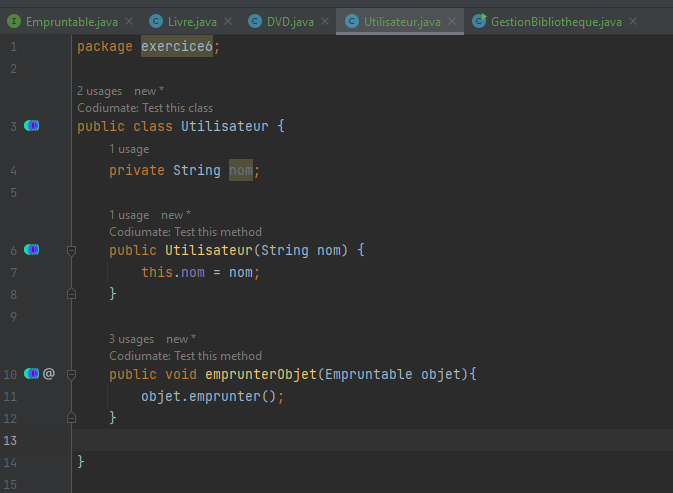 Empruntable.java Livre.java DVD.java Utilisateur.java GestionBibliotheque.java
1 package exercice6;
2
2 usages new *
Codiumate: Test this class
3 public class Utilisateur {
1 usage
4 private String nom;
5
1 usage new *
Codiumate: Test this method
6 public Utilisateur(String nom) {
7 this.nom = nom;
8 }
9
3 usages new *
Codiumate: Test this method
10 @ public void emprunterObjet(Empruntable objet){
11 objet.emprunter();
12 }
13
14 }
15